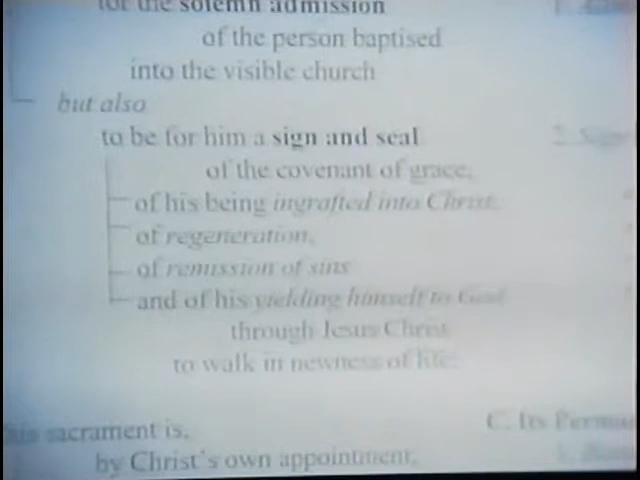 for the solemn admission
of the person baptised
into the visible church
but also
to be for him a sign and seal
of the covenant of grace,
of his being ingrafted into Christ,
of regeneration,
of remission of sins
and of his yielding himself to God
through Jesus Christ
to walk in newness of life.
sacrament is,
C. Its
by Christ's own appointment,